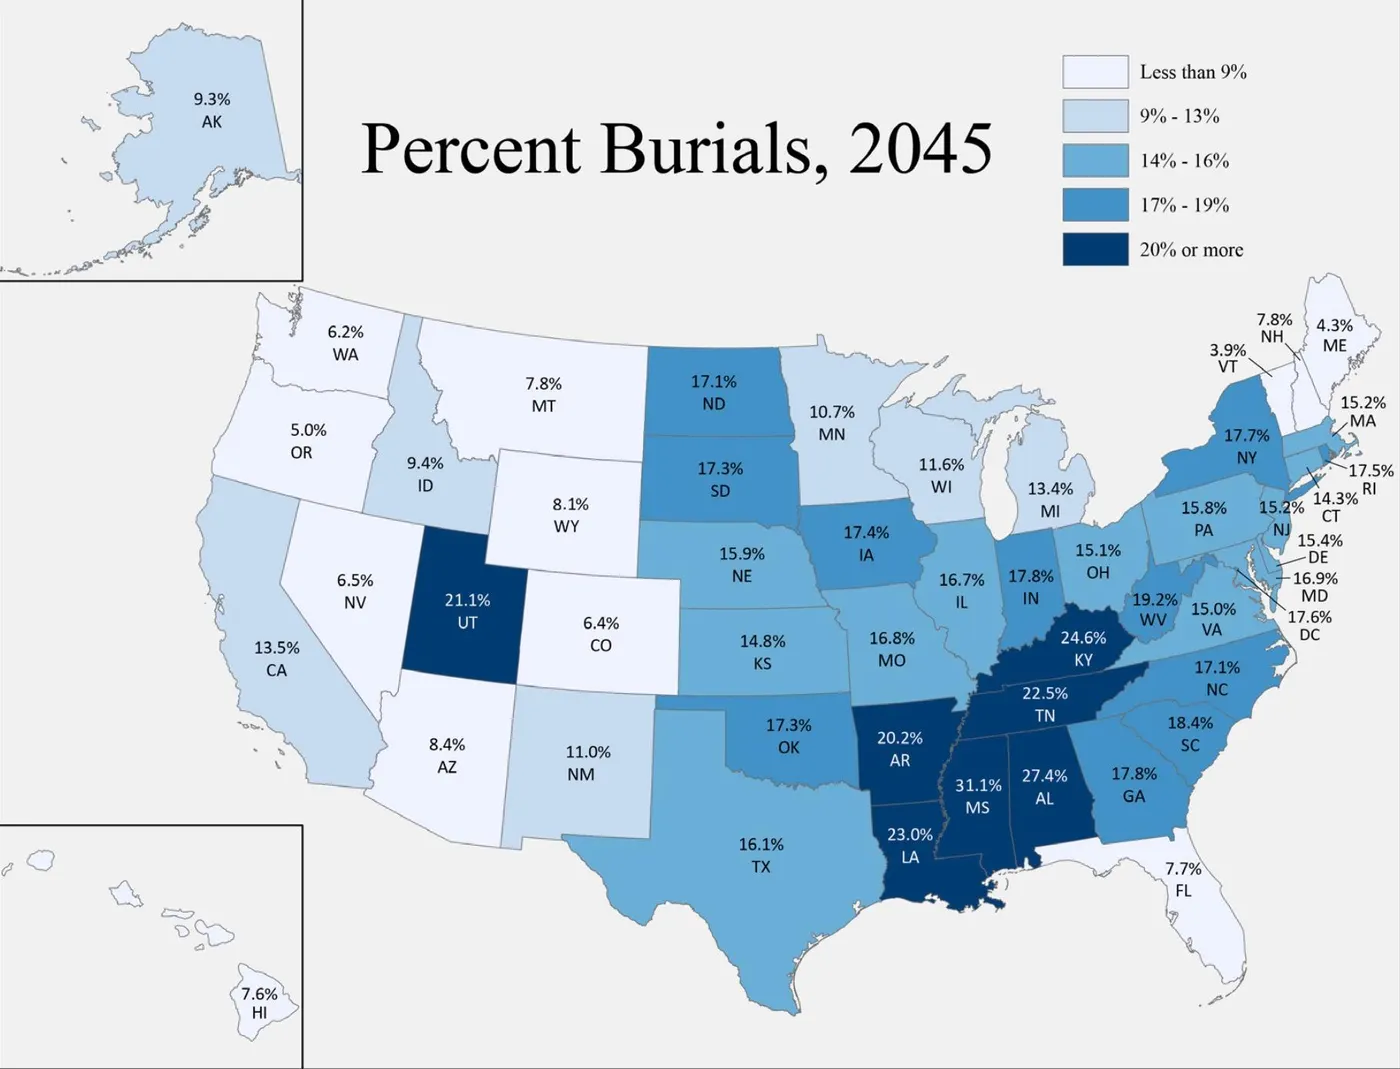 Percent Burials, 2045
Less than 9%
9% - 13%
14% - 16%
17% - 19%
20% or more
9.3%
AK
6.2%
WA
5.0%
OR
9.4%
ID
7.8%
MT
8.1%
WY
17.1%
ND
17.3%
SD
10.7%
MN
11.6%
WI
13.4%
MI
7.8%
NH
3.9%
VT
4.3%
ME
15.2%
MA
17.7%
NY
17.5%
RI
14.3%
CT
15.8%
PA
15.2%
NJ
15.4%
DE
16.9%
MD
17.6%
DC
13.5%
CA
6.5%
NV
21.1%
UT
6.4%
CO
15.9%
NE
14.8%
KS
17.4%
IA
16.8%
MO
16.7%
IL
17.8%
IN
15.1%
OH
19.2%
WV
15.0%
VA
24.6%
KY
22.5%
TN
17.1%
NC
18.4%
SC
8.4%
AZ
11.0%
NM
17.3%
OK
20.2%
AR
31.1%
MS
27.4%
AL
17.8%
GA
16.1%
TX
23.0%
LA
7.7%
FL
7.6%
HI